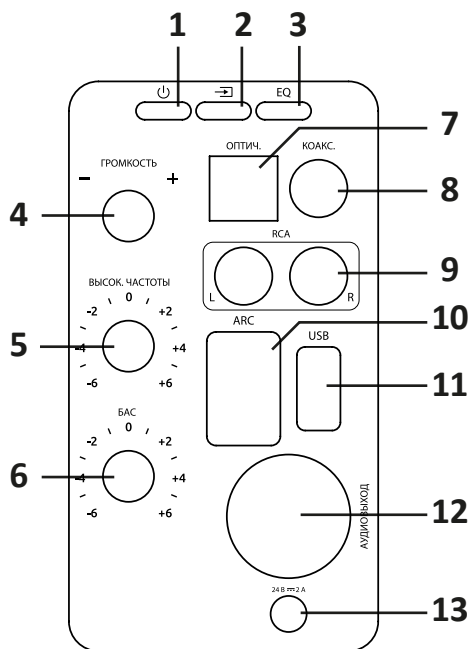 1 2 3
EQ
ОПТИЧ. КОАКС. 7
ГРОМКОСТЬ
− + 8
4
RCA
9
L R
ВЫСОК. ЧАСТОТЫ ARC 10
0
-2 +2 USB
5 -4 +4
11
-6 +6
БАС
0
-2 +2
6 -4 +4
-6 +6
АУДИОВЫХОД 12
24 В 2 А
13